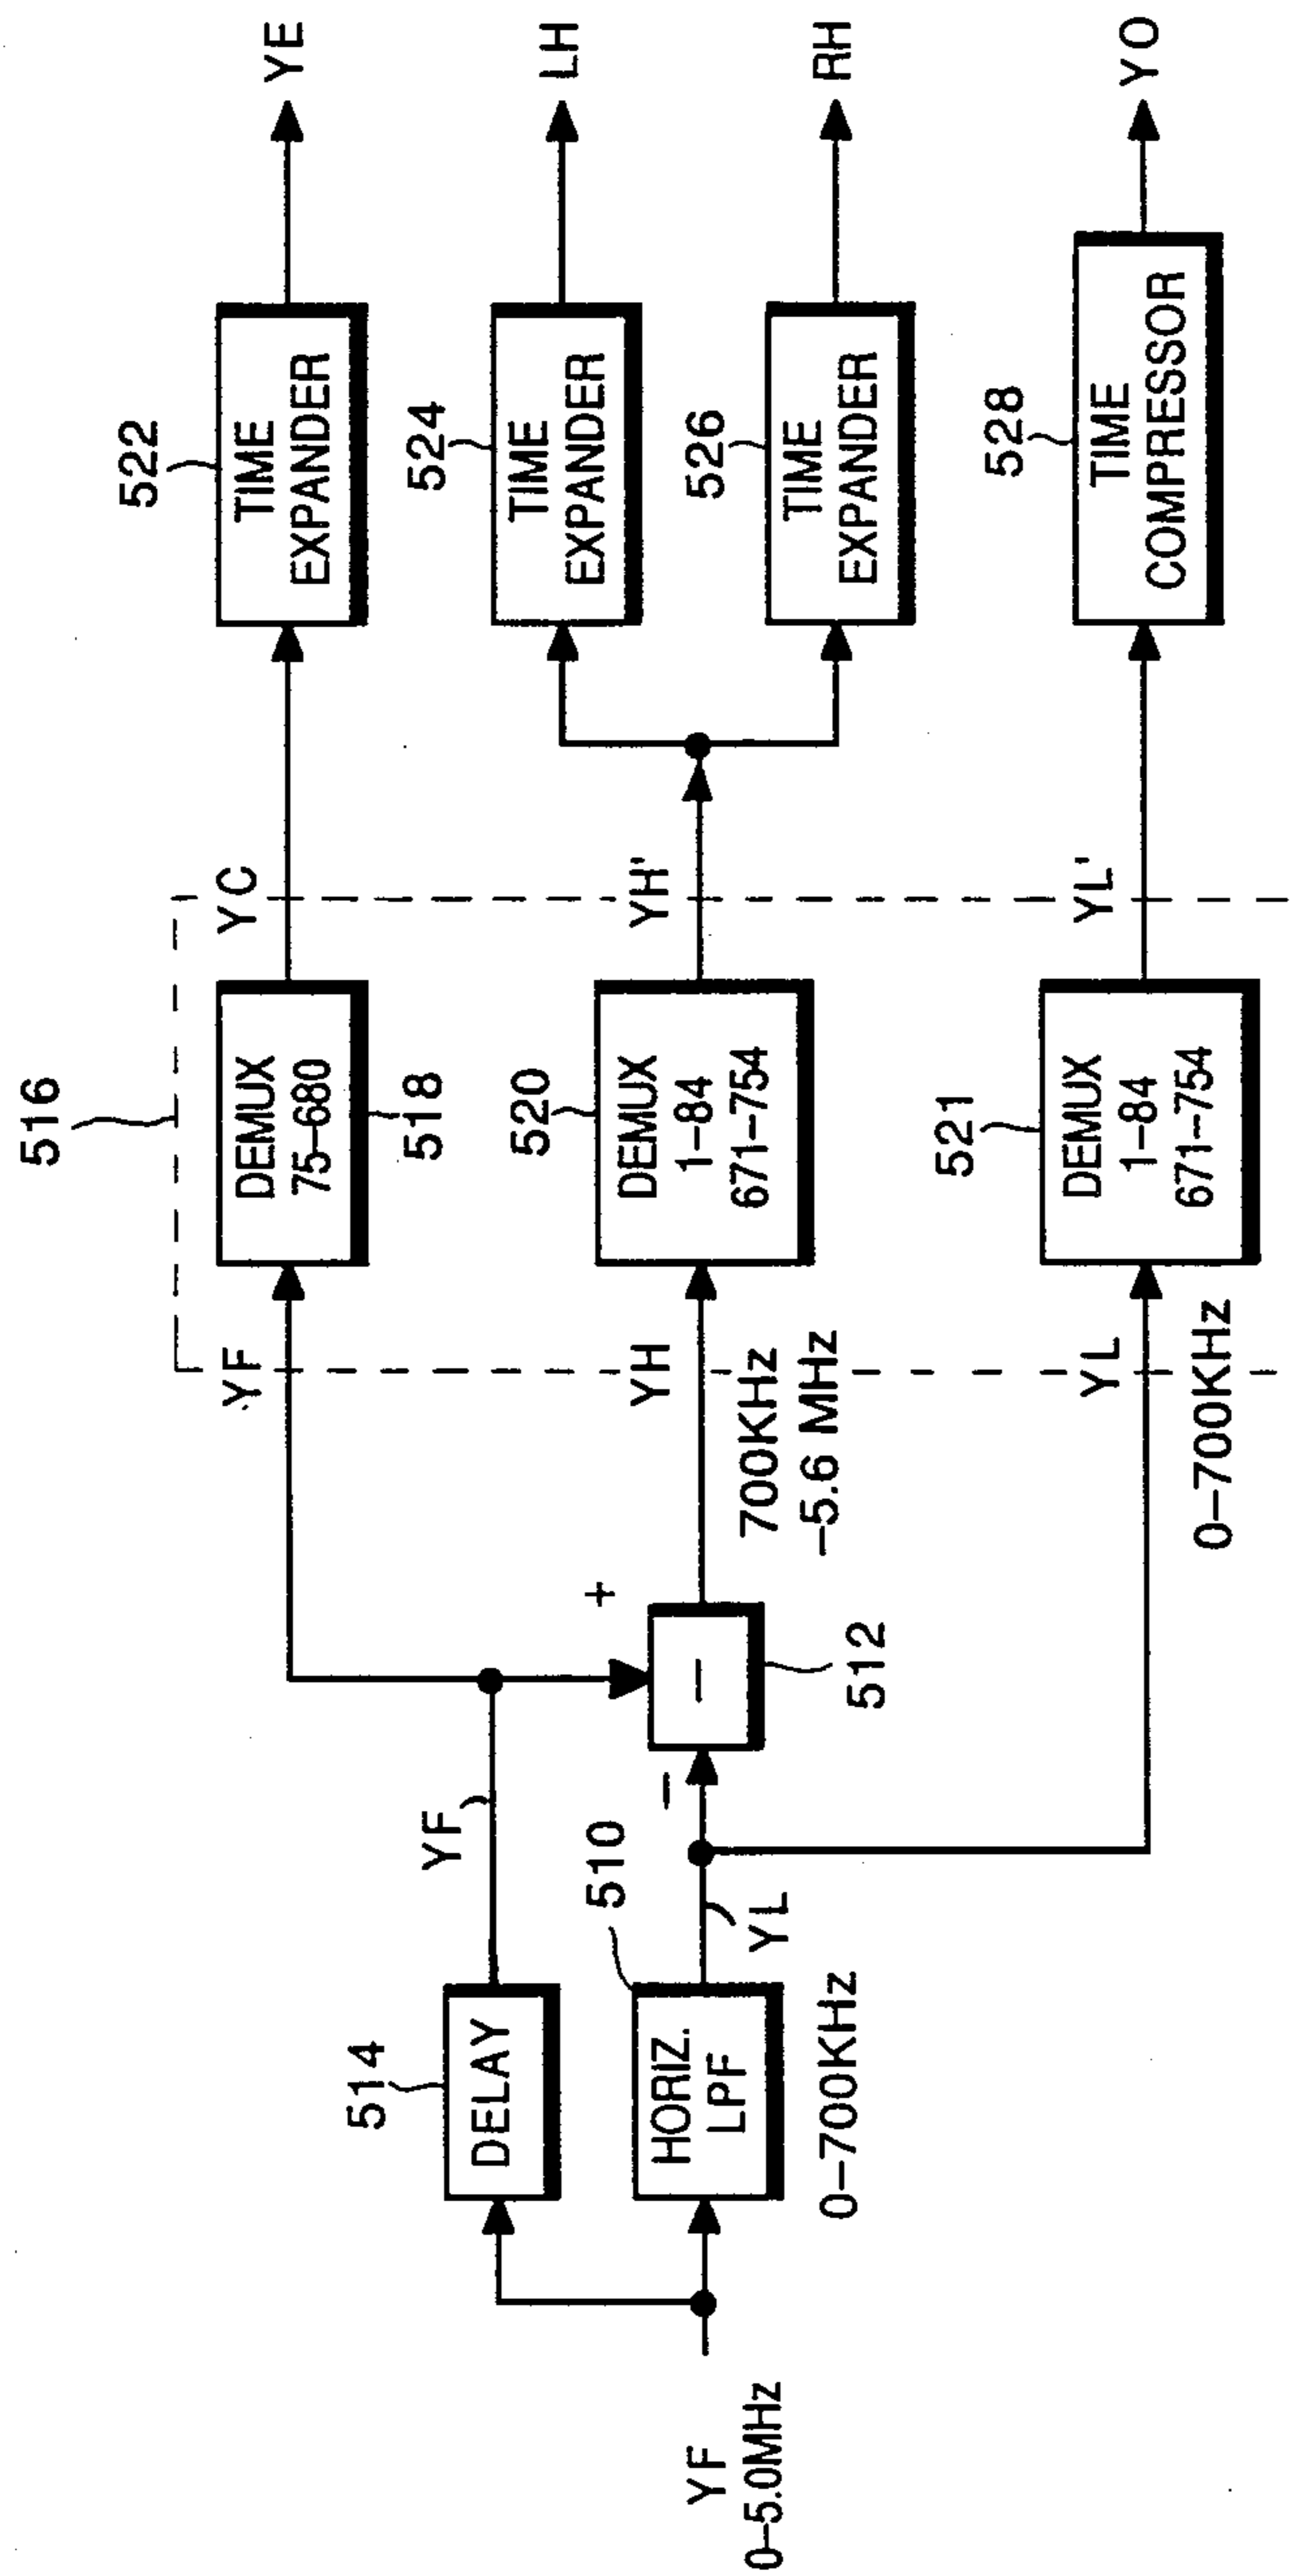 YF
0–5.0MHz
514
DELAY
510
HORIZ.
LPF
0–700KHz
YF
YL
+
–
–
512
516
YF
YH
700KHz
–5.6 MHz
YL
0–700KHz
DEMUX
75–680
518
520
DEMUX
1–84
671–754
521
DEMUX
1–84
671–754
YC
YH'
YL'
522
TIME
EXPANDER
524
TIME
EXPANDER
526
TIME
EXPANDER
528
TIME
COMPRESSOR
YE
LH
RH
YO